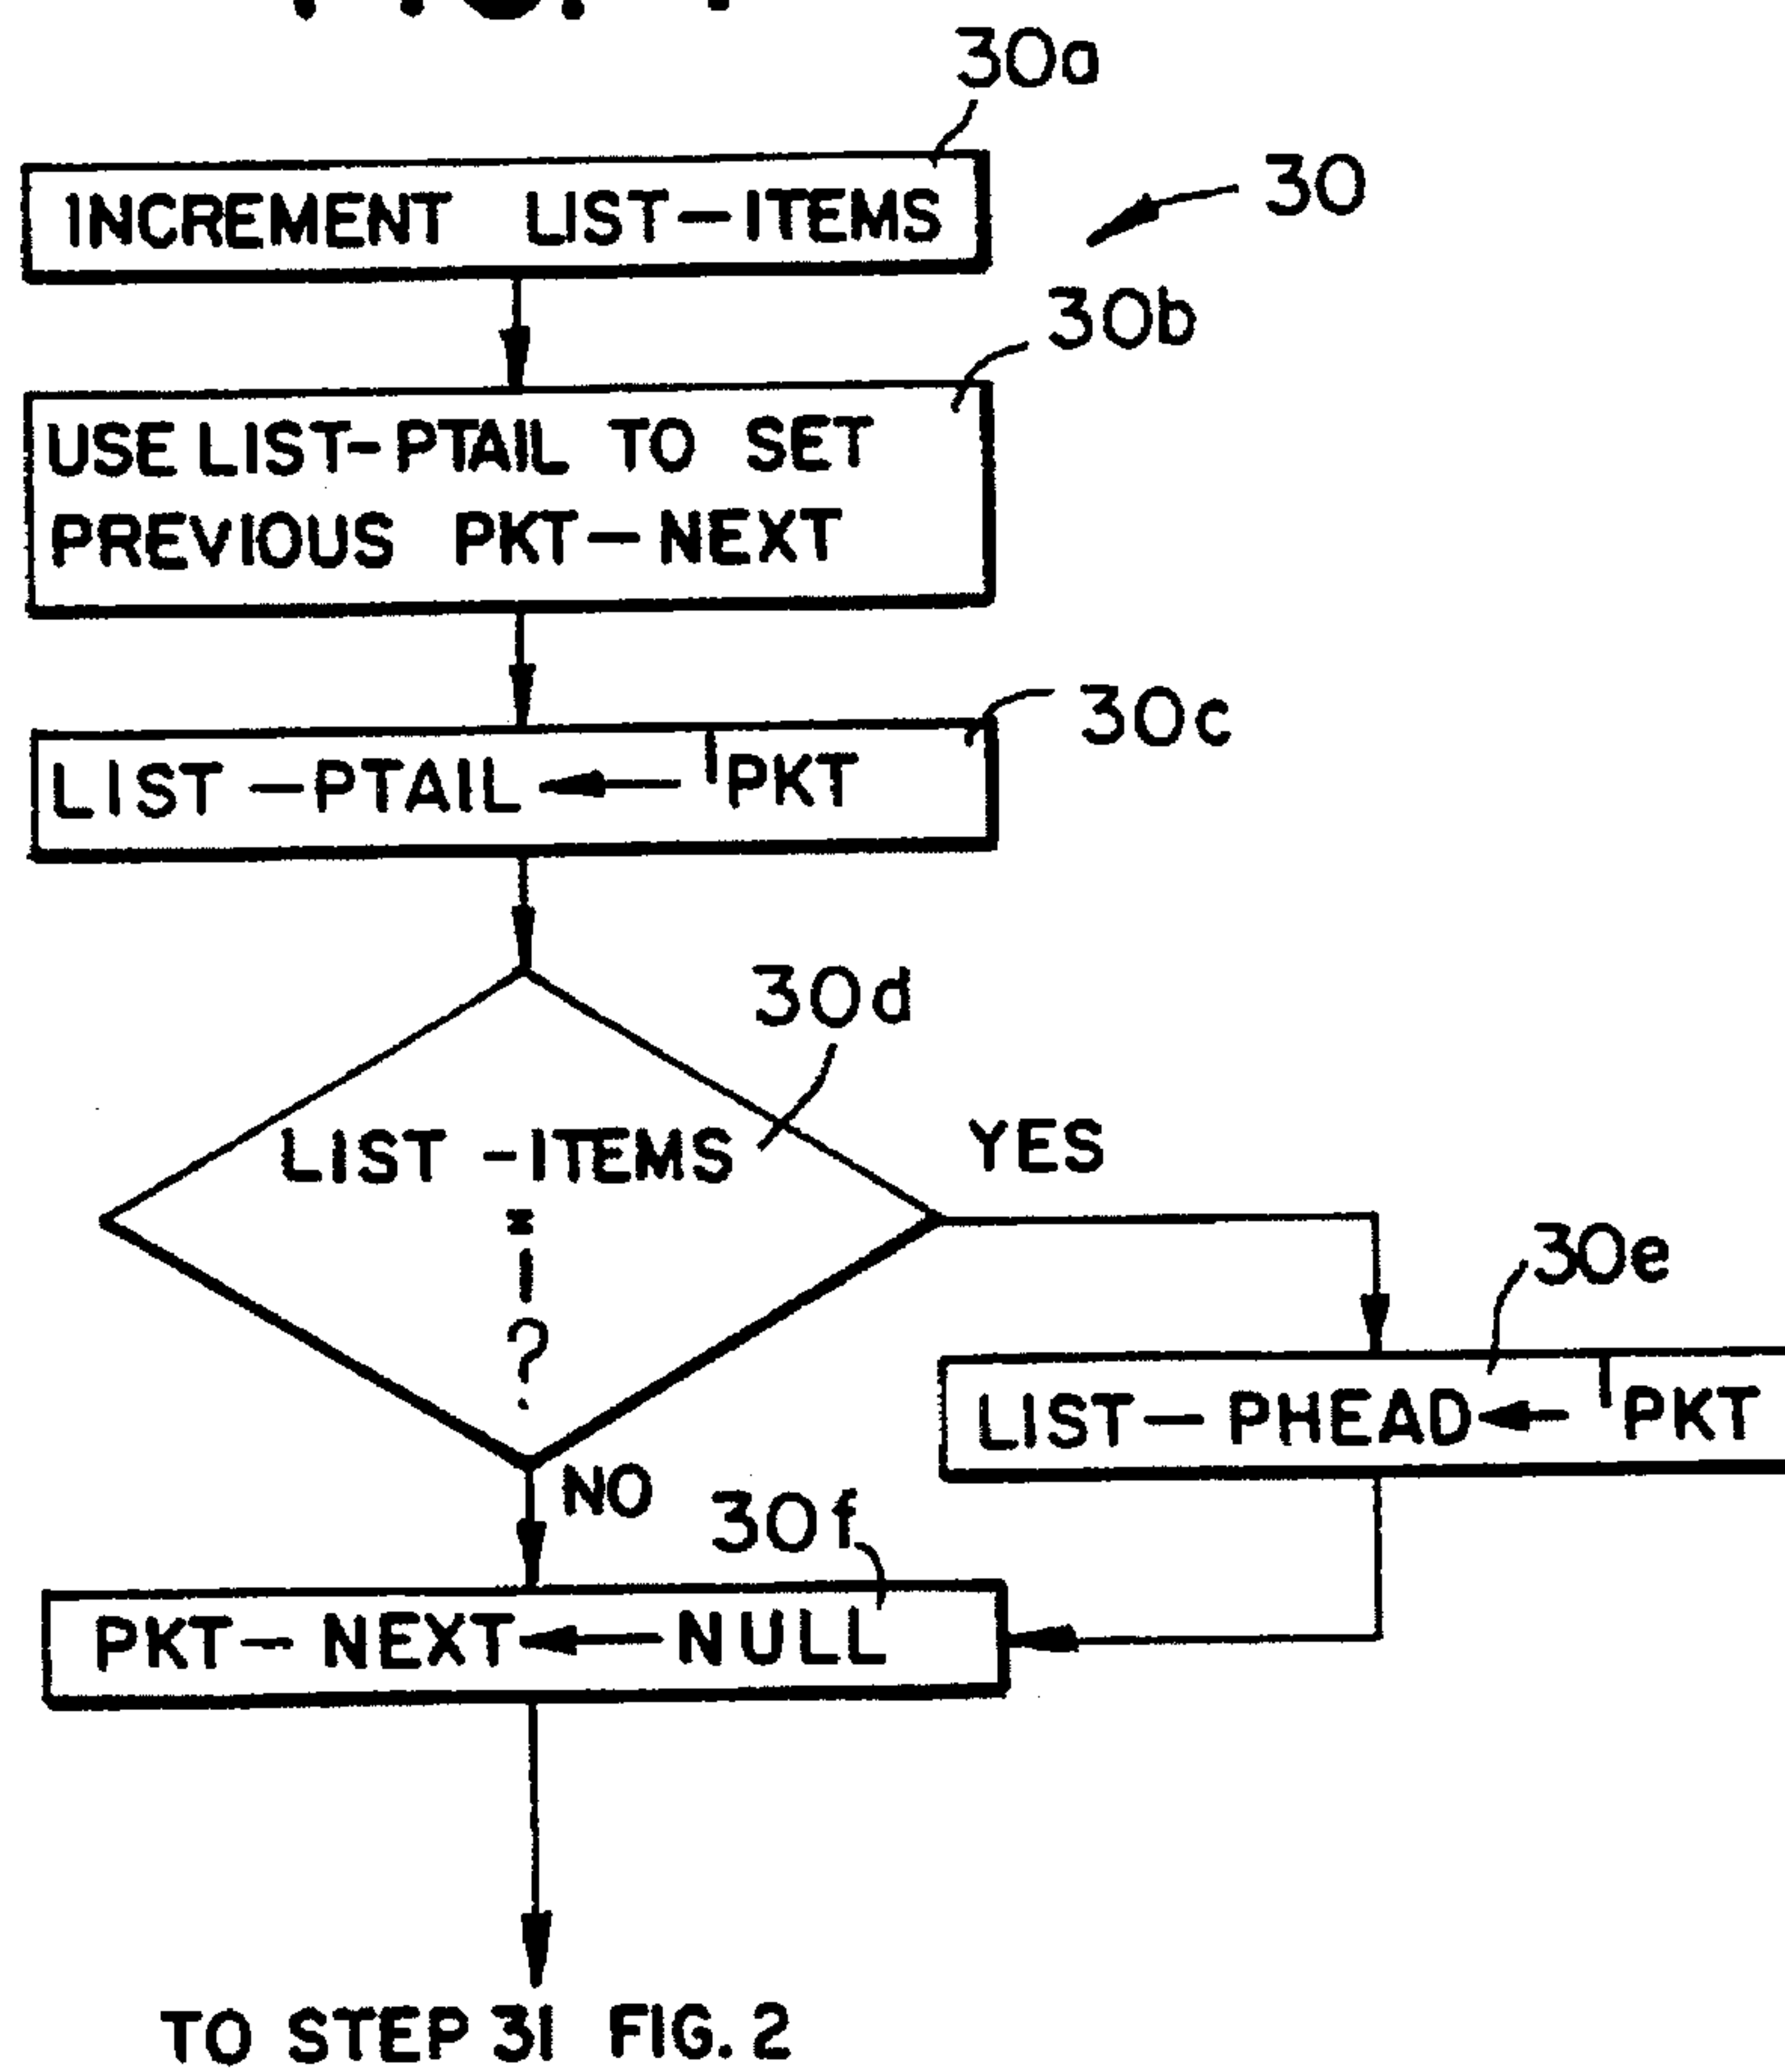 30a
INCREMENT LIST-ITEMS
30
30b
USE LIST-PTAIL TO SET
PREVIOUS PKT-NEXT
30c
LIST-PTAIL ← 'PKT
30d
LIST-ITEMS
=
1
?
YES
30e
LIST-PHEAD ← 'PKT
NO
30f
PKT-NEXT ← NULL
TO STEP 31 FIG. 2